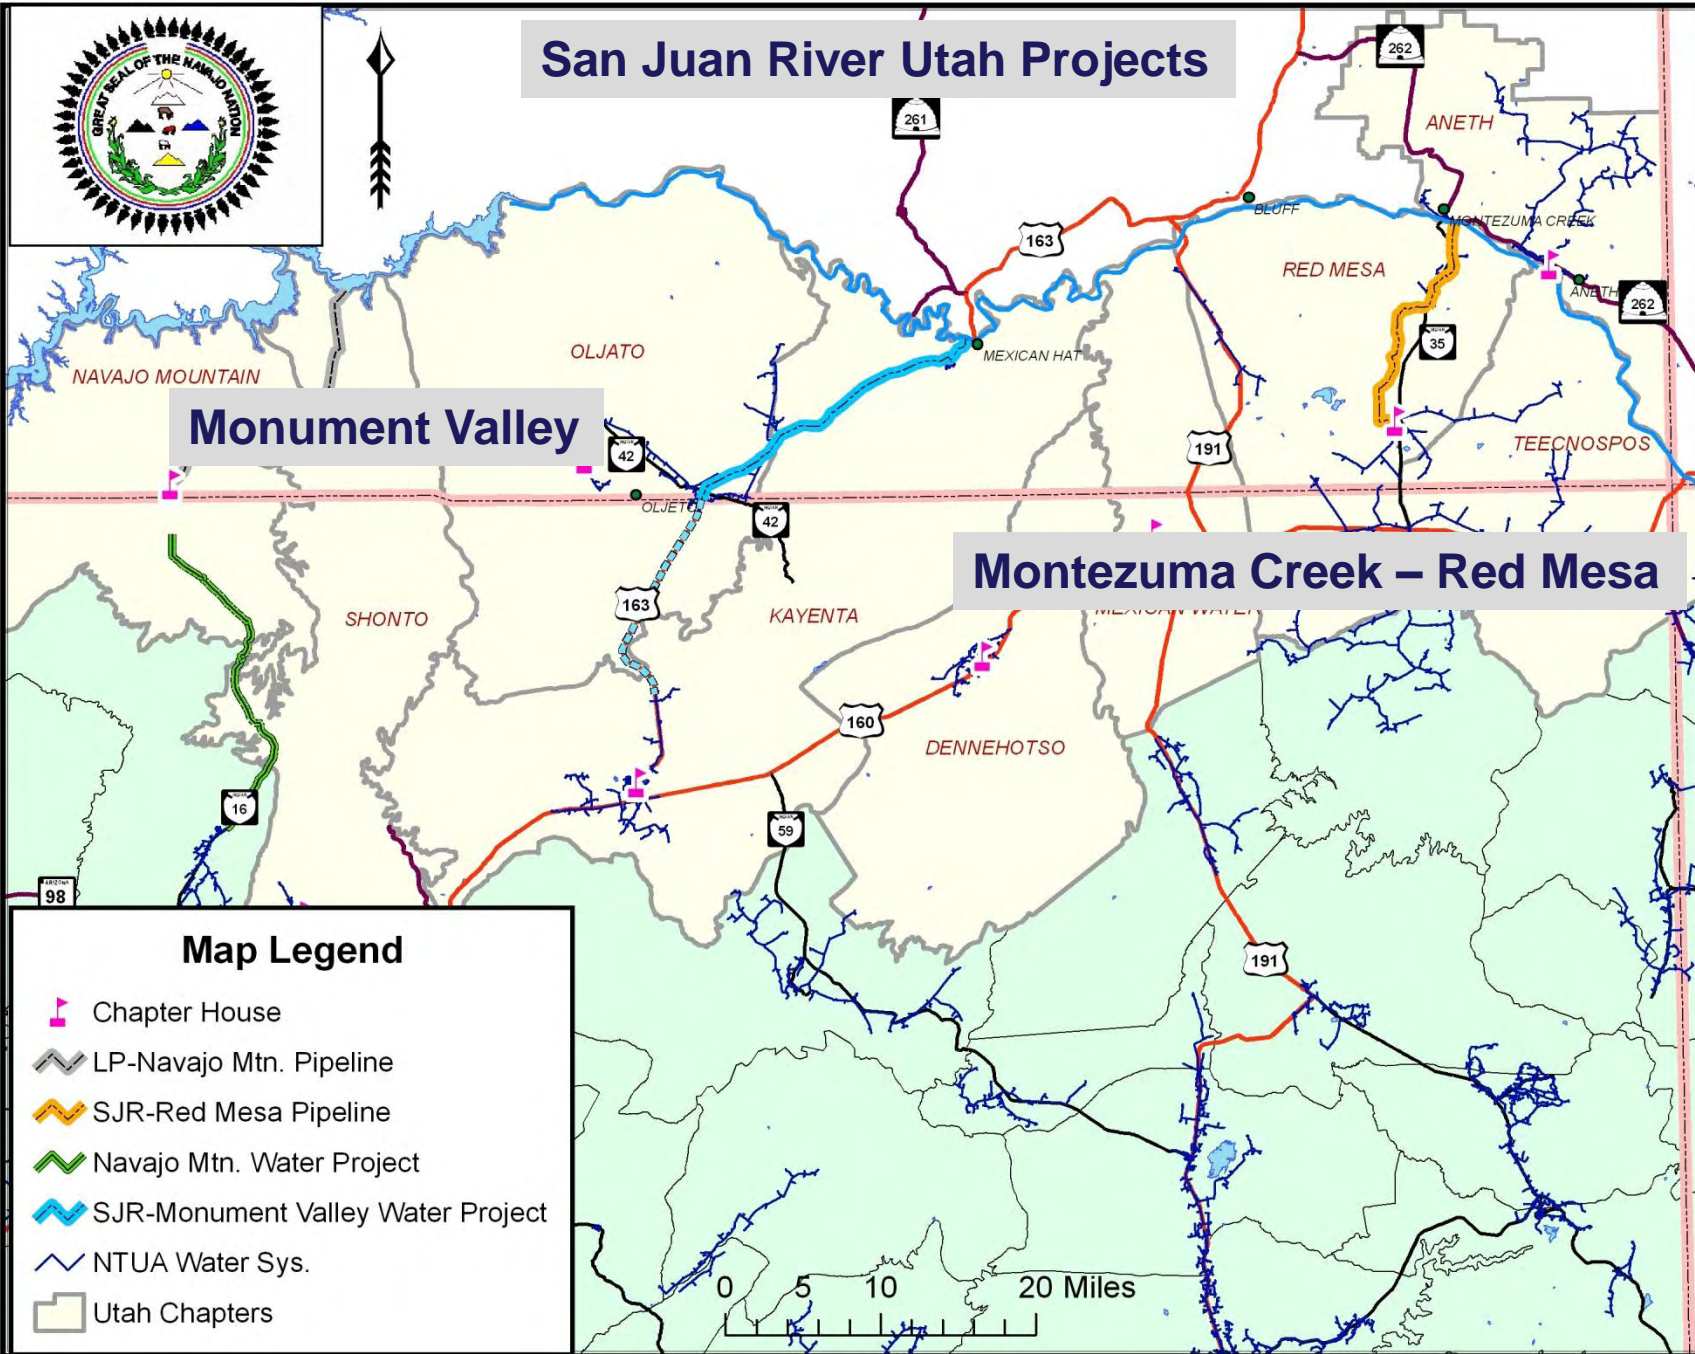 GREAT SEAL OF THE NAVAJO NATION
San Juan River Utah Projects
262
261
ANETH
BLUFF
MONTEZUMA CREEK
163
RED MESA
ANETH
262
35
MEXICAN HAT
OLJATO
NAVAJO MOUNTAIN
Monument Valley
42
191
TEECNOSPOS
OLJETO
42
Montezuma Creek – Red Mesa
163
SHONTO
KAYENTA
MEXICAN WATER
160
DENNEHOTSO
16
59
ARIZONA
98
191
Map Legend
Chapter House
LP-Navajo Mtn. Pipeline
SJR-Red Mesa Pipeline
Navajo Mtn. Water Project
SJR-Monument Valley Water Project
NTUA Water Sys.
Utah Chapters
0 5 10 20 Miles